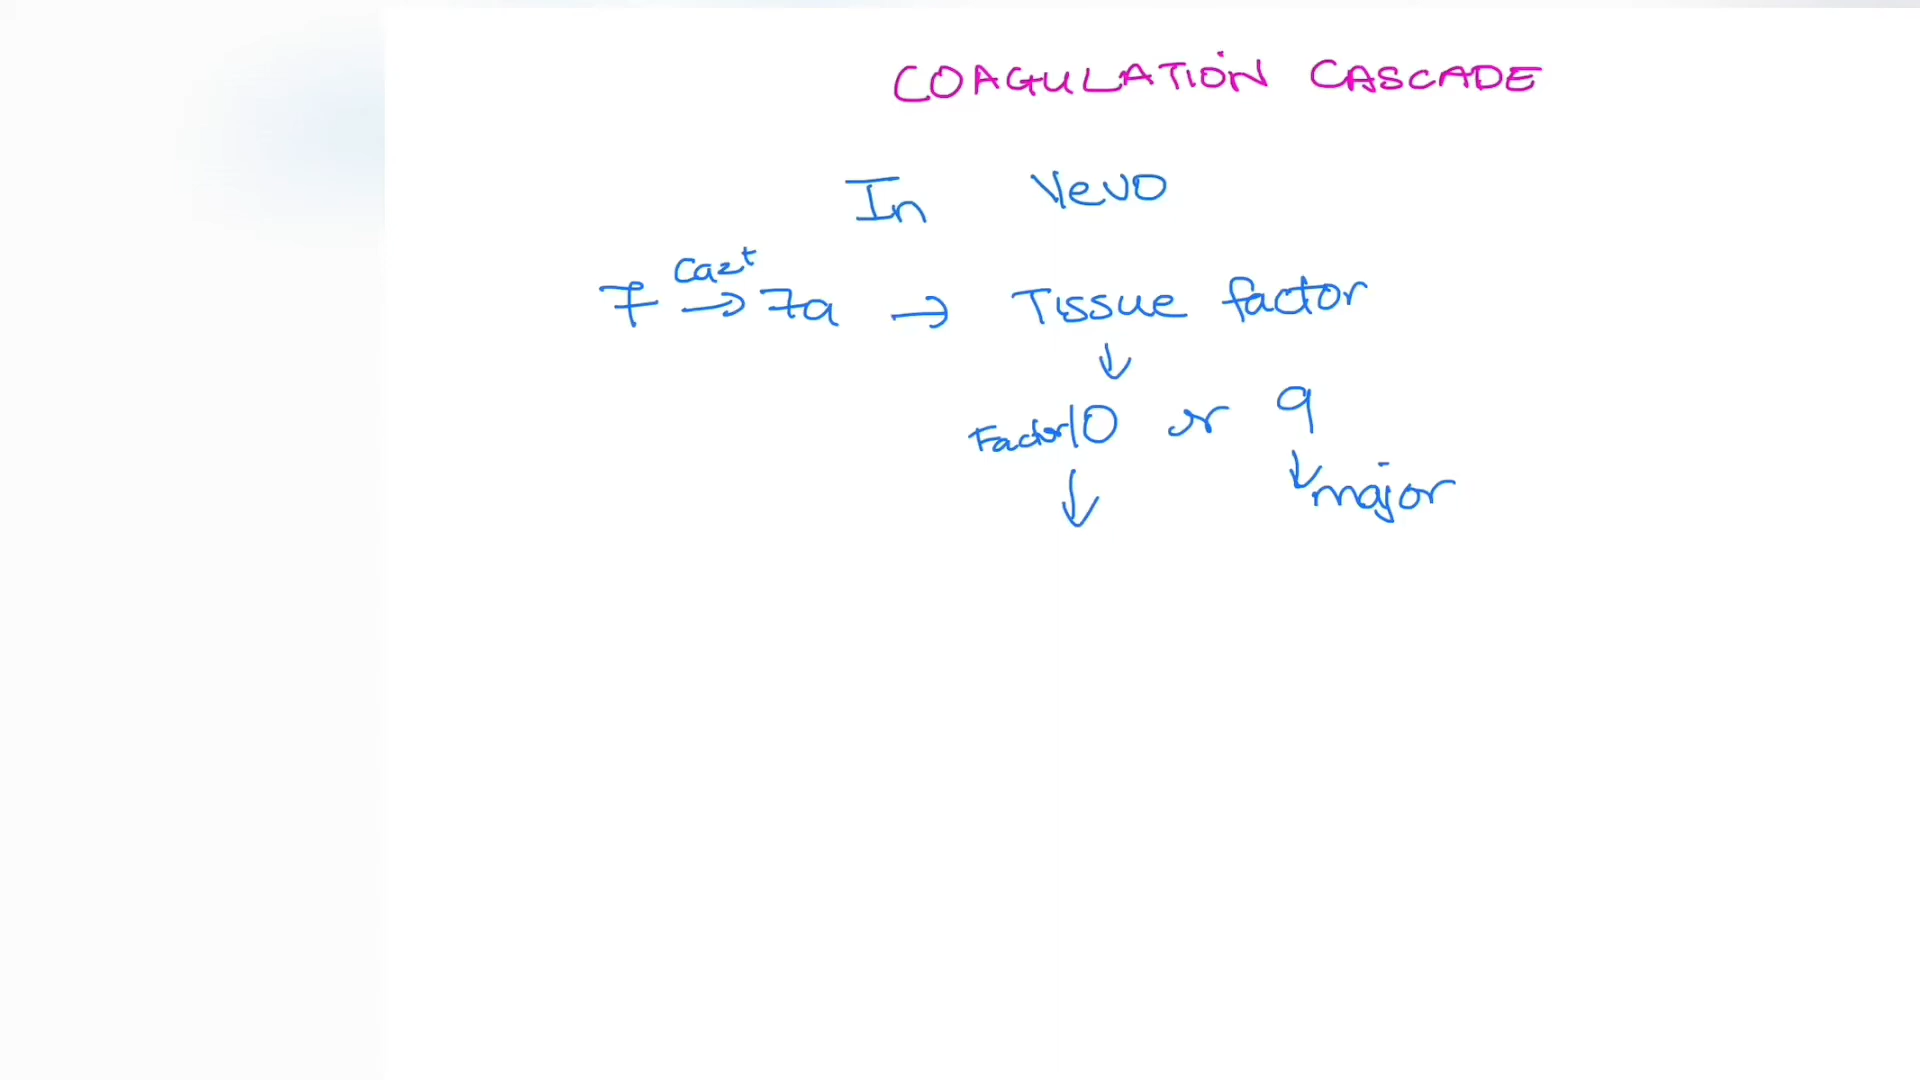 COAGULATION CASCADE
In Vevo
Ca2+
7 → 7a → Tissue factor
↓
Factor 10 or 9
↓ ↓ major